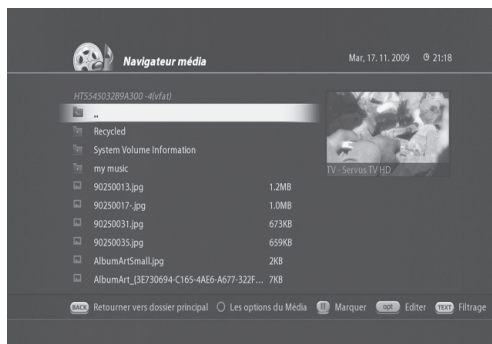 Navigateur média
Mar, 17. 11. 2009 21:18
HTS545032B9A300 -4(vfat)
..
Recycled
System Volume Information
my music
TV - Servus TV HD
90250013.jpg 1.2MB
90250017-.jpg 1.0MB
90250031.jpg 673KB
90250035.jpg 659KB
AlbumArtSmall.jpg 2KB
AlbumArt_{3E730694-C165-4AE6-A677-322F... 7KB
BACK Retourner vers dossier principal Les options du Média Marquer opt Editer TEXT Filtrage